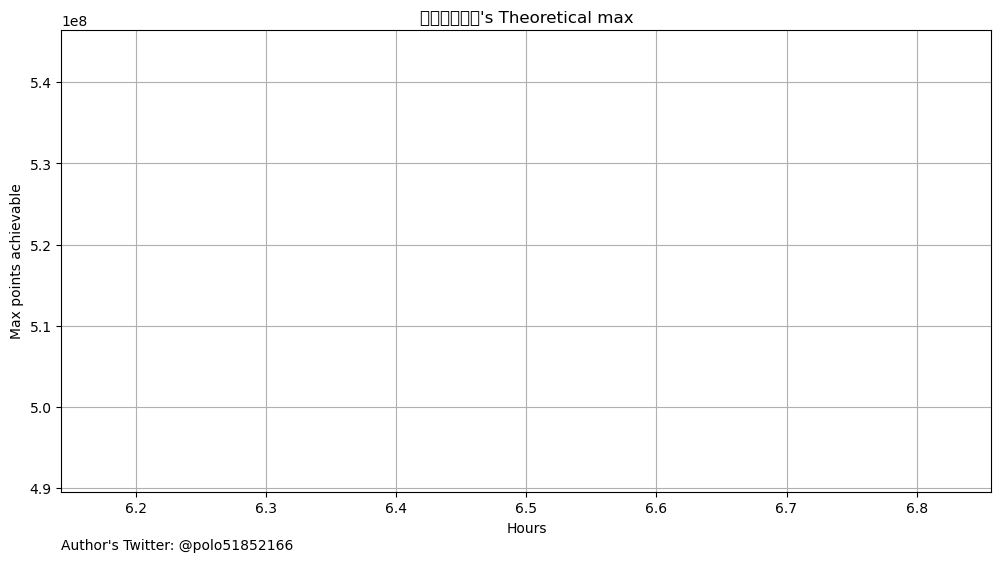 's Theoretical max
1e8
5.4
5.3
5.2
5.1
5.0
4.9
Max points achievable
6.2 6.3 6.4 6.5 6.6 6.7 6.8
Hours
Author's Twitter: @polo51852166